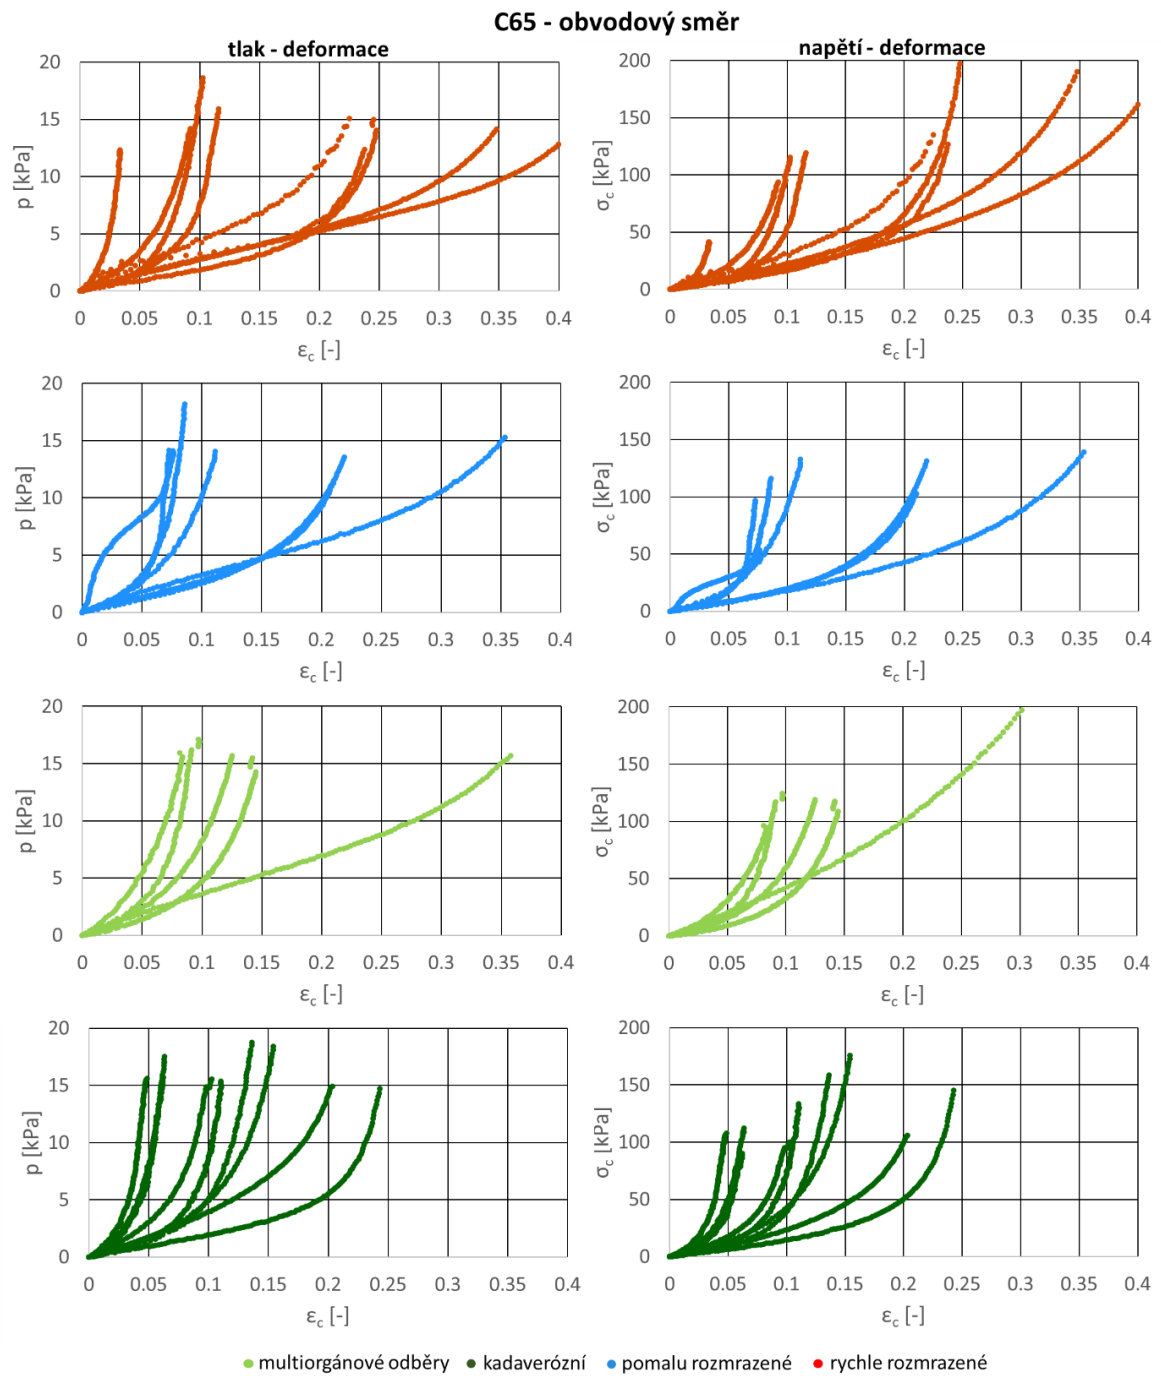 C65 - obvodový směr
tlak - deformace
napětí - deformace
20
15
10
5
0
p [kPa]
0 0.05 0.1 0.15 0.2 0.25 0.3 0.35 0.4
εc [-]
200
150
100
50
0
σc [kPa]
0 0.05 0.1 0.15 0.2 0.25 0.3 0.35 0.4
εc [-]
20
15
10
5
0
p [kPa]
0 0.05 0.1 0.15 0.2 0.25 0.3 0.35 0.4
εc [-]
200
150
100
50
0
σc [kPa]
0 0.05 0.1 0.15 0.2 0.25 0.3 0.35 0.4
εc [-]
20
15
10
5
0
p [kPa]
0 0.05 0.1 0.15 0.2 0.25 0.3 0.35 0.4
εc [-]
200
150
100
50
0
σc [kPa]
0 0.05 0.1 0.15 0.2 0.25 0.3 0.35 0.4
εc [-]
20
15
10
5
0
p [kPa]
0 0.05 0.1 0.15 0.2 0.25 0.3 0.35 0.4
εc [-]
200
150
100
50
0
σc [kPa]
0 0.05 0.1 0.15 0.2 0.25 0.3 0.35 0.4
εc [-]
multiorgánové odběry kadaverózní pomalu rozmrazené rychle rozmrazené